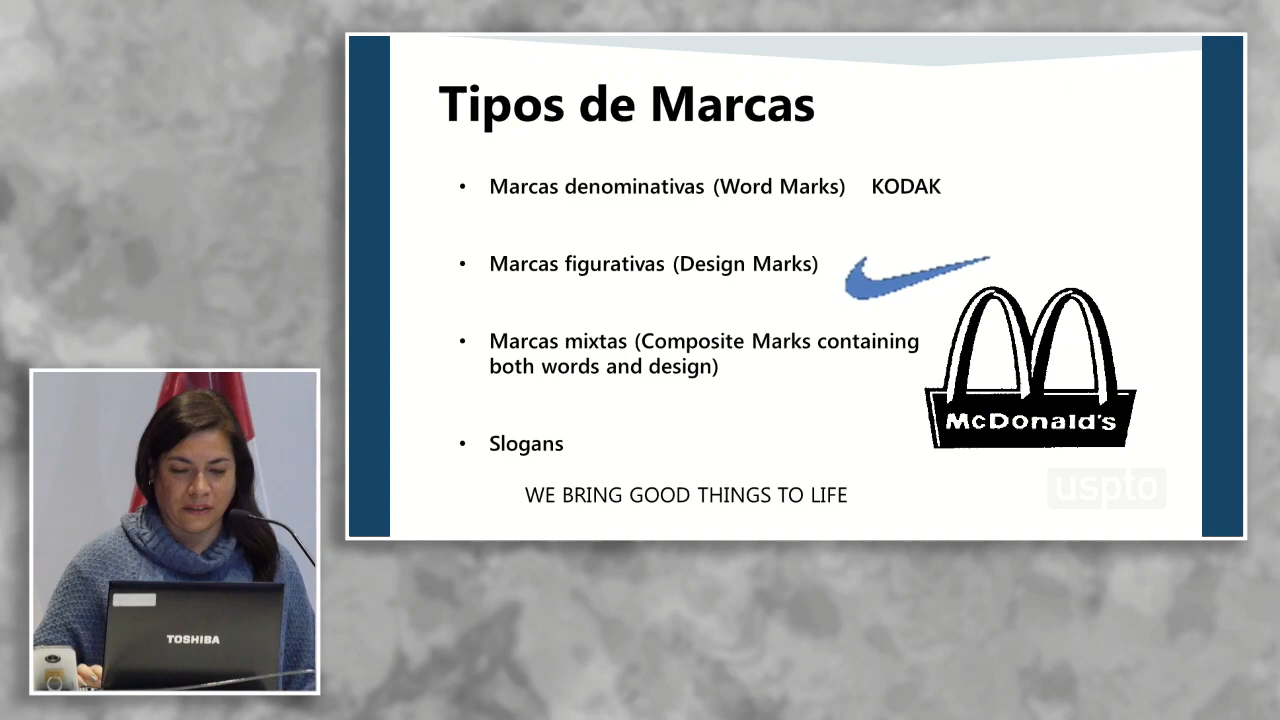 Tipos de Marcas
• Marcas denominativas (Word Marks) KODAK
• Marcas figurativas (Design Marks)
• Marcas mixtas (Composite Marks containing
both words and design)
McDonald's
• Slogans
WE BRING GOOD THINGS TO LIFE
uspto
TOSHIBA